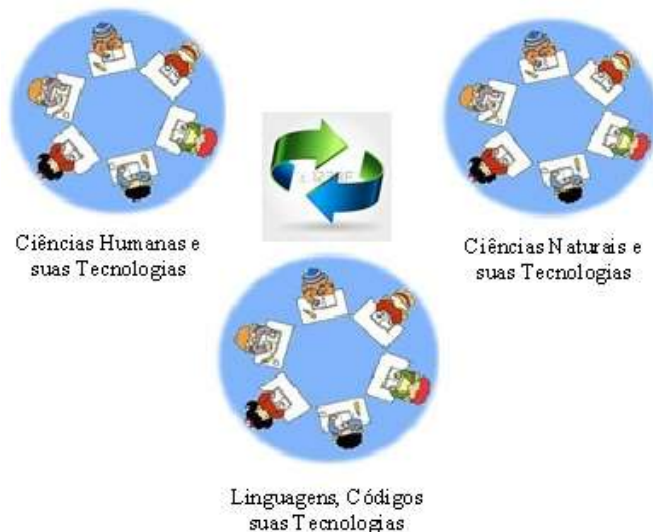 Ciências Humanas e
suas Tecnologias
Ciências Naturais e
suas Tecnologias
Linguagens, Códigos
suas Tecnologias